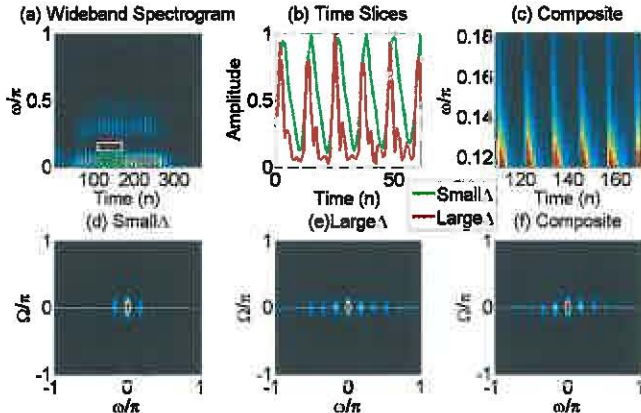 (a) Wideband Spectrogram
(b) Time Slices
(c) Composite
1
0.5
0
ω/π
100 200 300
Time (n)
1
0.5
0
Amplitude
0 50
Time (n)
Small Δ
Large Δ
0.18
0.16
0.14
0.12
ω/π
120 140 160
Time (n)
(d) Small Δ
(e)Large Δ
(f) Composite
1
0
-1
Ω/π
-1 0 1
ω/π
1
0
-1
Ω/π
-1 0 1
ω/π
1
0
-1
Ω/π
-1 0 1
ω/π